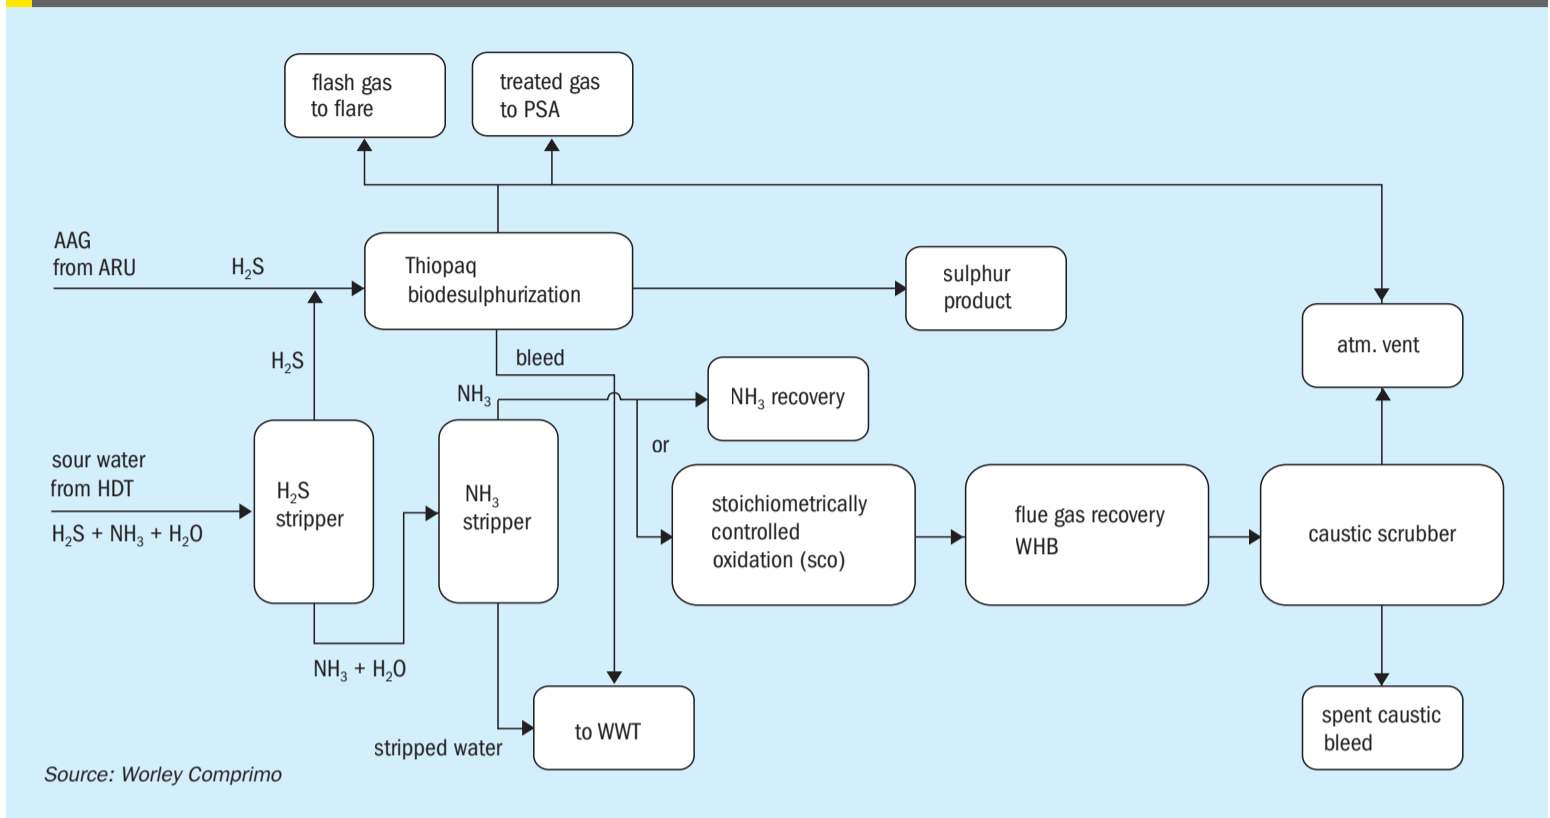 flash gas
to flare
treated gas
to PSA
AAG
from ARU
H₂S
Thiopaq
biodesulphurization
sulphur
product
atm. vent
H₂S
bleed
NH₃
NH₃ recovery
or
sour water
from HDT
H₂S + NH₃ + H₂O
H₂S
stripper
NH₃
stripper
stoichiometrically
controlled
oxidation (sco)
flue gas recovery
WHB
caustic scrubber
NH₃ + H₂O
stripped water
to WWT
spent caustic
bleed
Source: Worley Comprimo